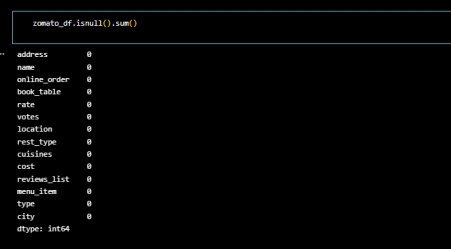 zomato_df.isnull().sum()
address 0
name 0
online_order 0
book_table 0
rate 0
votes 0
location 0
rest_type 0
cuisines 0
cost 0
reviews_list 0
menu_item 0
type 0
city 0
dtype: int64